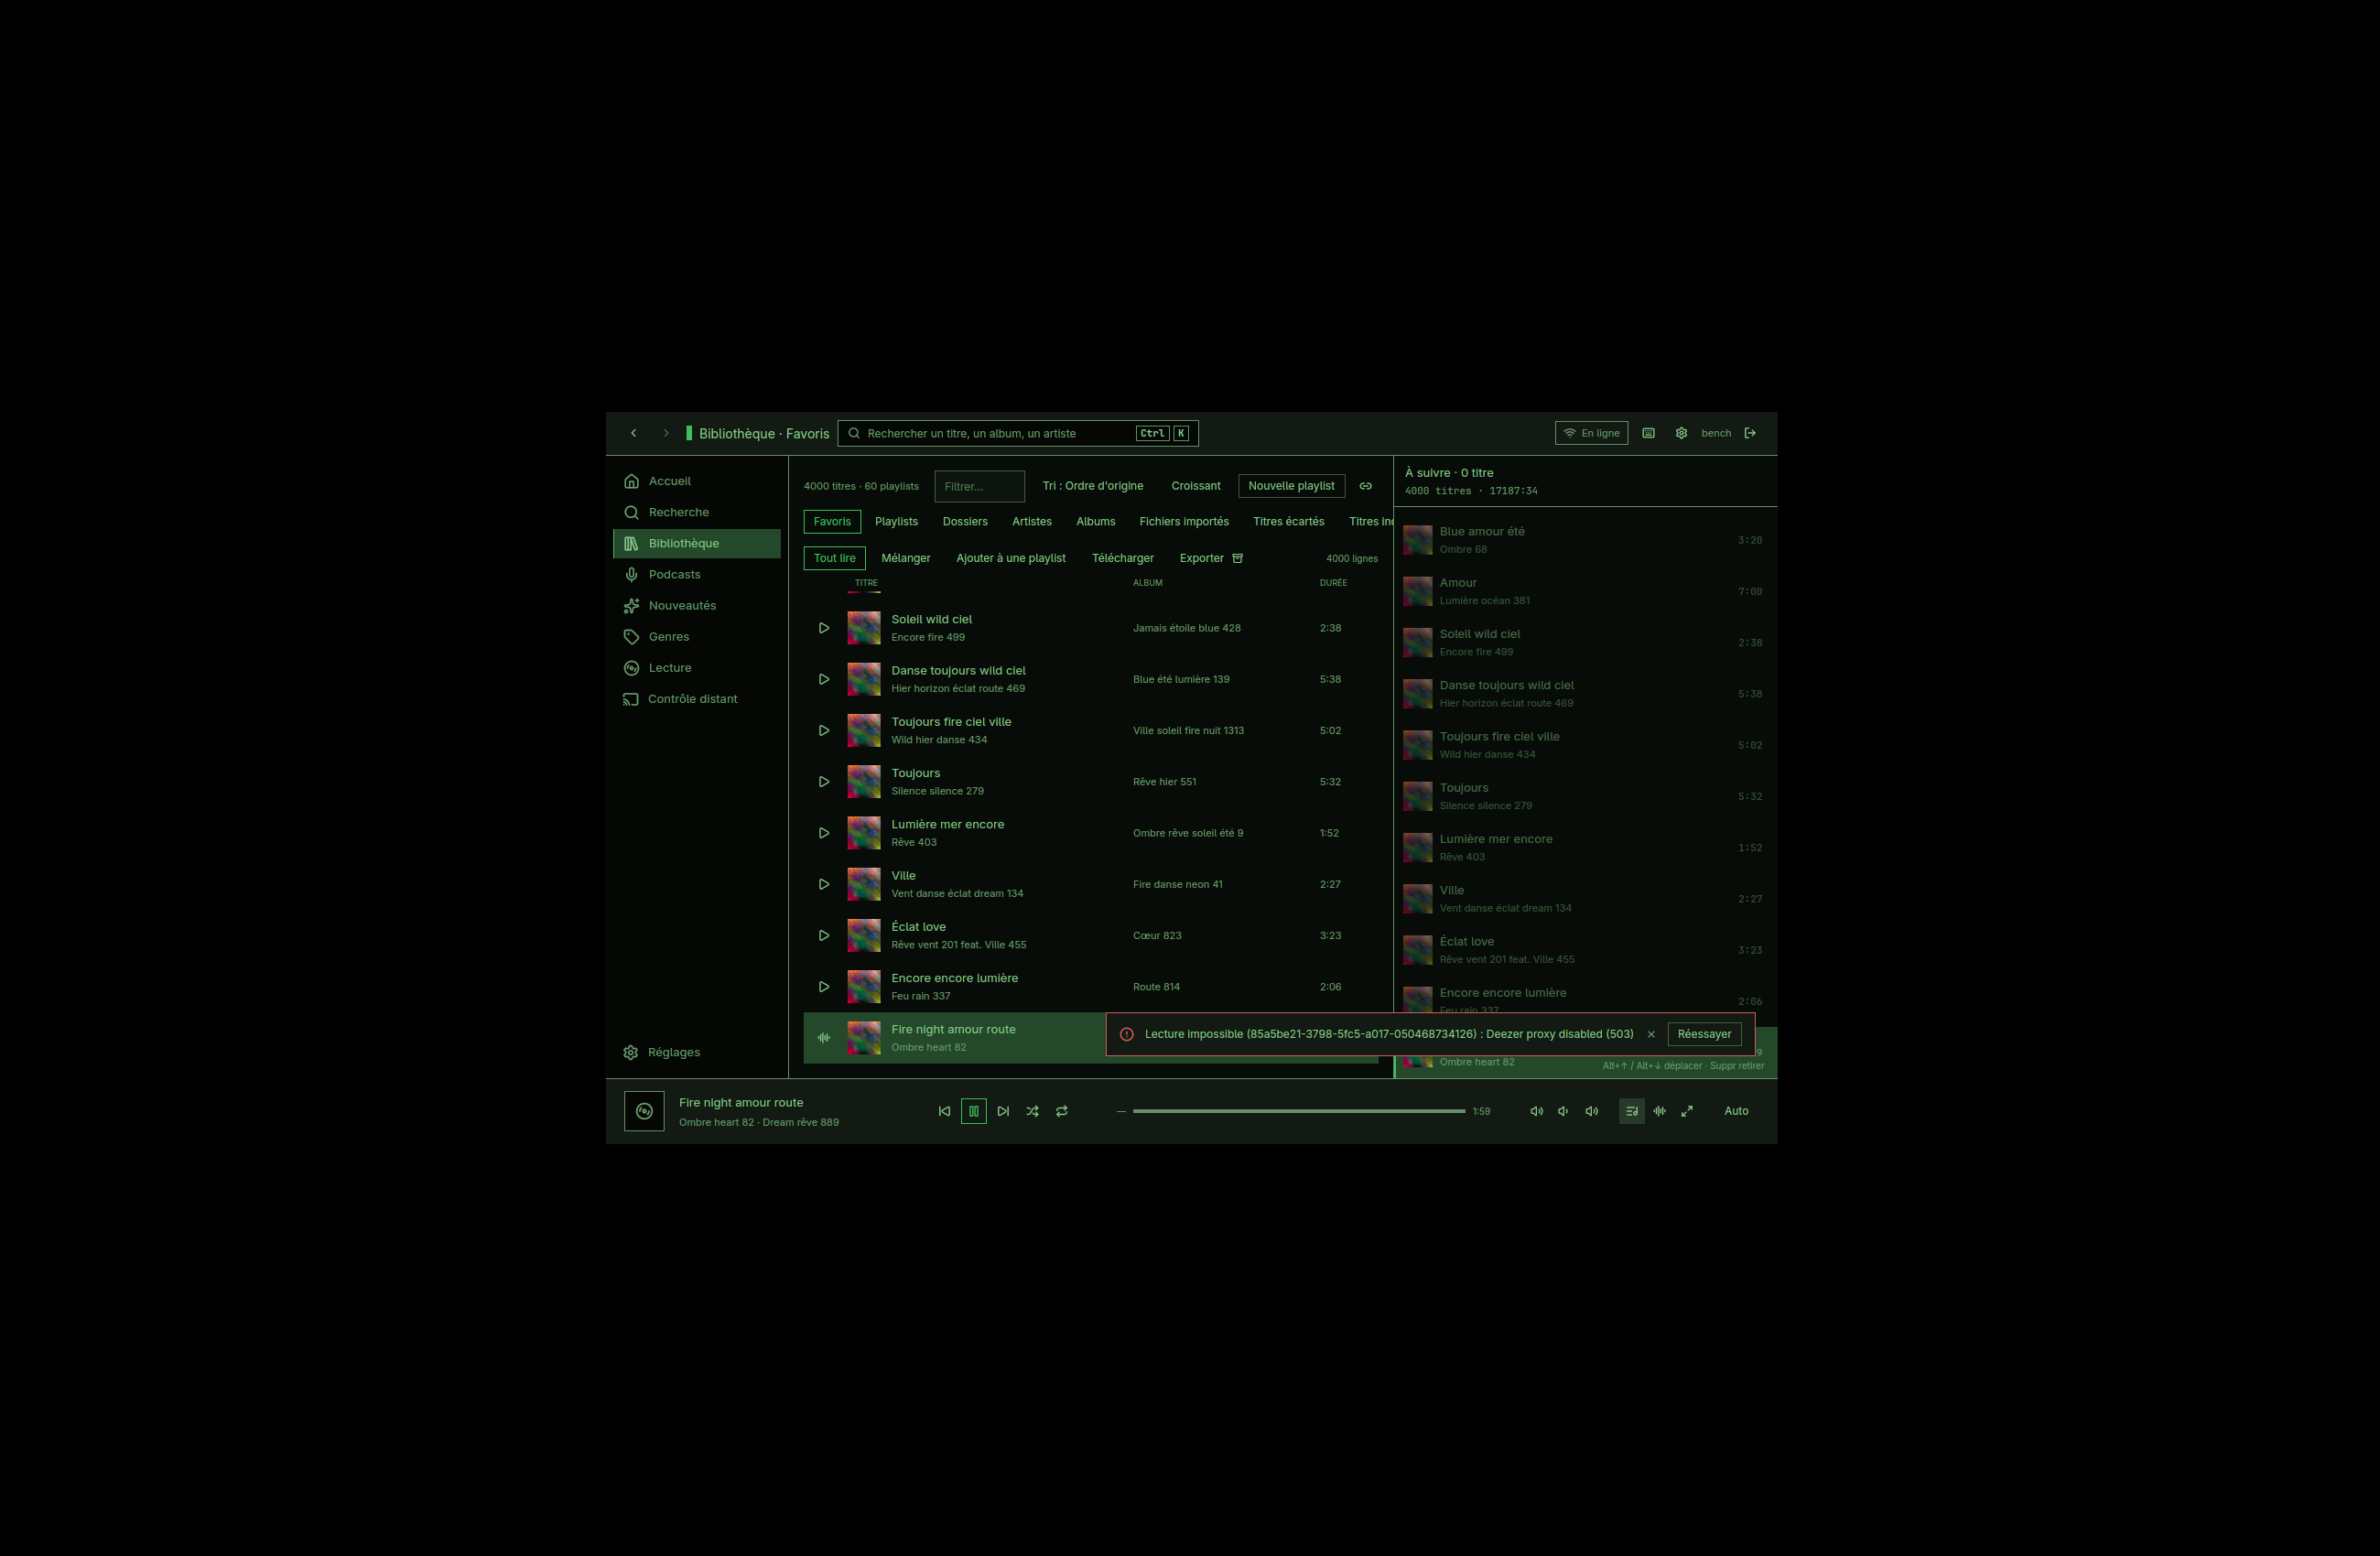 Bibliothèque · Favoris
Rechercher un titre, un album, un artiste
Ctrl K
En ligne
bench
Accueil
Recherche
Bibliothèque
Podcasts
Nouveautés
Genres
Lecture
Contrôle distant
Réglages
4000 titres · 60 playlists
Filtrer...
Tri : Ordre d'origine
Croissant
Nouvelle playlist
Favoris
Playlists
Dossiers
Artistes
Albums
Fichiers importés
Titres écartés
Titres
Tout lire
Mélanger
Ajouter à une playlist
Télécharger
Exporter
4000 lignes
TITRE
ALBUM
DURÉE
Soleil wild ciel
Encore fire 499
Jamais étoile blue 428
2:38
Danse toujours wild ciel
Hier horizon éclat route 469
Blue été lumière 139
5:38
Toujours fire ciel ville
Wild hier danse 434
Ville soleil fire nuit 1313
5:02
Toujours
Silence silence 279
Rêve hier 551
5:32
Lumière mer encore
Rêve 403
Ombre rêve soleil été 9
1:52
Ville
Vent danse éclat dream 134
Fire danse neon 41
2:27
Éclat love
Rêve vent 201 feat. Ville 455
Cœur 823
3:23
Encore encore lumière
Feu rain 337
Route 814
2:06
Fire night amour route
Ombre heart 82
À suivre · 0 titre
4000 titres · 17187:34
Blue amour été
Ombre 68
3:20
Amour
Lumière océan 381
7:00
Soleil wild ciel
Encore fire 499
2:38
Danse toujours wild ciel
Hier horizon éclat route 469
5:38
Toujours fire ciel ville
Wild hier danse 434
5:02
Toujours
Silence silence 279
5:32
Lumière mer encore
Rêve 403
1:52
Ville
Vent danse éclat dream 134
2:27
Éclat love
Rêve vent 201 feat. Ville 455
3:23
Encore encore lumière
Feu rain 337
2:06
Lecture impossible (85a5be21-3798-5fc5-a017-050468734126) : Deezer proxy disabled (503)
Réessayer
9
Ombre heart 82
Alt+↑ / Alt+↓ déplacer · Suppr retirer
Fire night amour route
Ombre heart 82 · Dream rêve 889
—
1:59
Auto